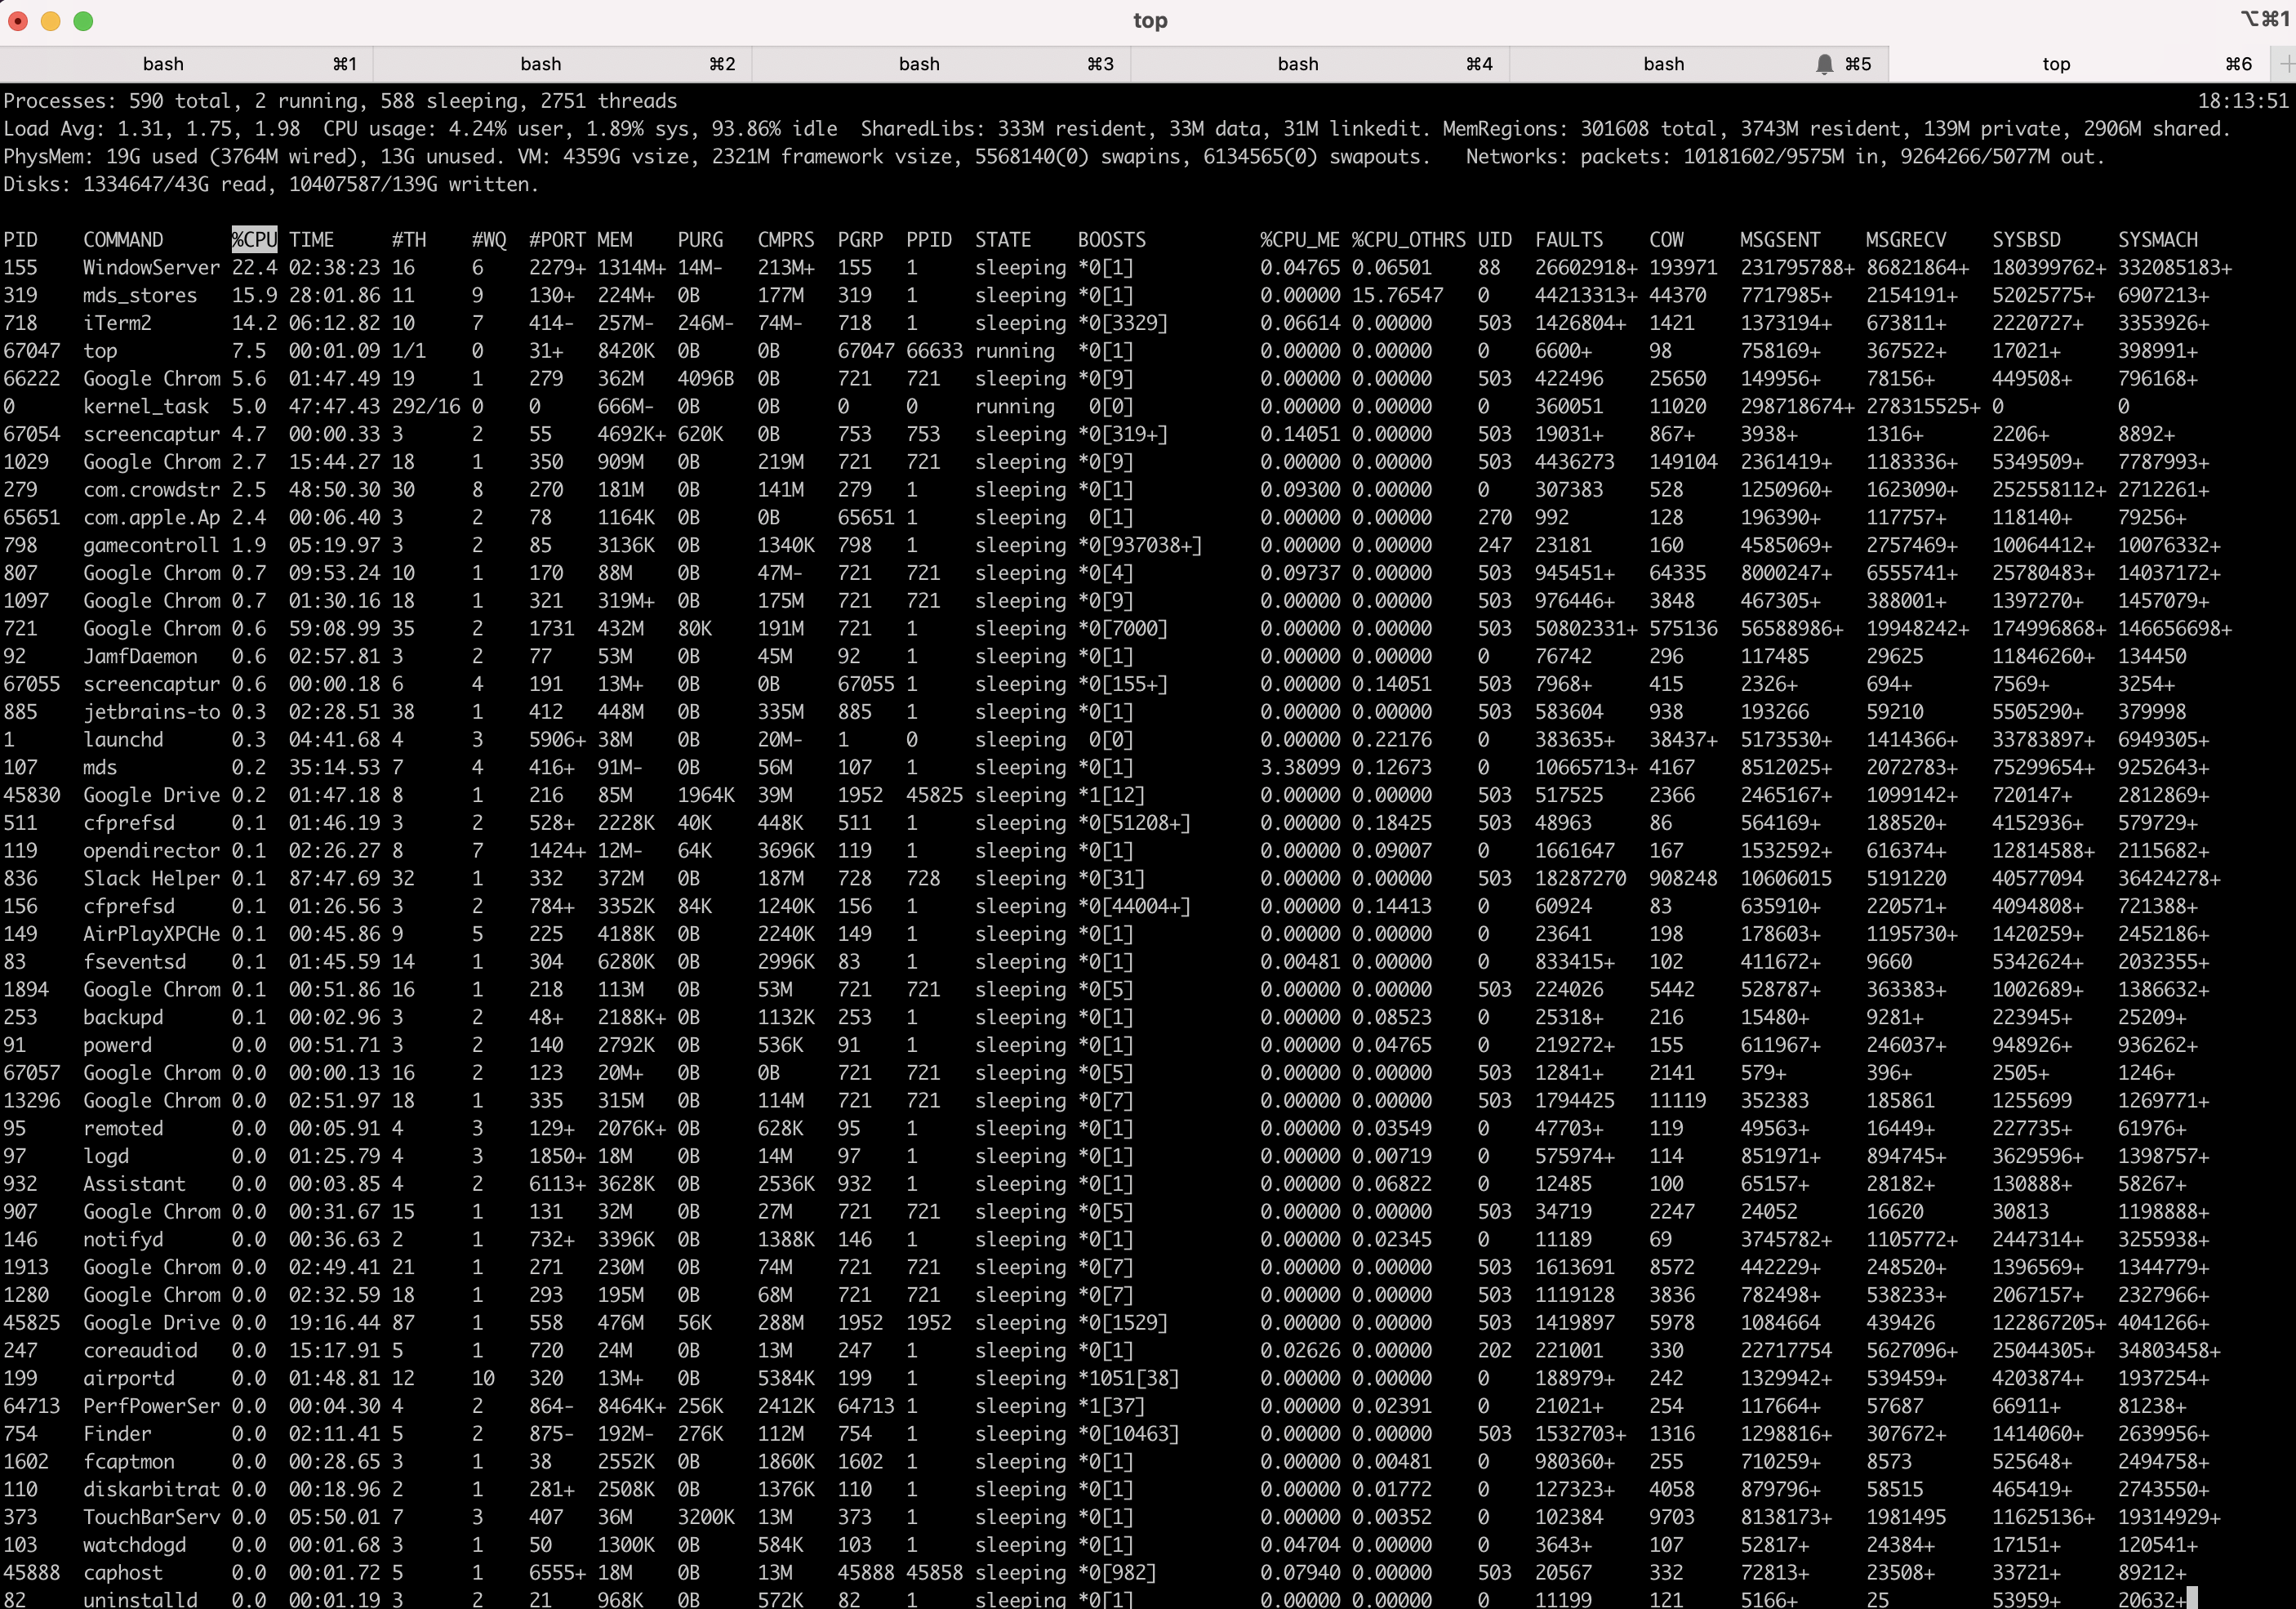 top ⌥⌘1
bash ⌘1 bash ⌘2 bash ⌘3 bash ⌘4 bash ⌘5 top ⌘6
Processes: 590 total, 2 running, 588 sleeping, 2751 threads 18:13:51
Load Avg: 1.31, 1.75, 1.98 CPU usage: 4.24% user, 1.89% sys, 93.86% idle SharedLibs: 333M resident, 33M data, 31M linkedit. MemRegions: 301608 total, 3743M resident, 139M private, 2906M shared.
PhysMem: 19G used (3764M wired), 13G unused. VM: 4359G vsize, 2321M framework vsize, 5568140(0) swapins, 6134565(0) swapouts. Networks: packets: 10181602/9575M in, 9264266/5077M out.
Disks: 1334647/43G read, 10407587/139G written.
PID COMMAND %CPU TIME #TH #WQ #PORT MEM PURG CMPRS PGRP PPID STATE BOOSTS %CPU_ME %CPU_OTHRS UID FAULTS COW MSGSENT MSGRECV SYSBSD SYSMACH
155 WindowServer 22.4 02:38:23 16 6 2279+ 1314M+ 14M- 213M+ 155 1 sleeping *0[1] 0.04765 0.06501 88 26602918+ 193971 231795788+ 86821864+ 180399762+ 332085183+
319 mds_stores 15.9 28:01.86 11 9 130+ 224M+ 0B 177M 319 1 sleeping *0[1] 0.00000 15.76547 0 44213313+ 44370 7717985+ 2154191+ 52025775+ 6907213+
718 iTerm2 14.2 06:12.82 10 7 414- 257M- 246M- 74M- 718 1 sleeping *0[3329] 0.06614 0.00000 503 1426804+ 1421 1373194+ 673811+ 2220727+ 3353926+
67047 top 7.5 00:01.09 1/1 0 31+ 8420K 0B 0B 67047 66633 running *0[1] 0.00000 0.00000 0 6600+ 98 758169+ 367522+ 17021+ 398991+
66222 Google Chrom 5.6 01:47.49 19 1 279 362M 4096B 0B 721 721 sleeping *0[9] 0.00000 0.00000 503 422496 25650 149956+ 78156+ 449508+ 796168+
0 kernel_task 5.0 47:47.43 292/16 0 0 666M- 0B 0B 0 0 running 0[0] 0.00000 0.00000 0 360051 11020 298718674+ 278315525+ 0 0
67054 screencaptur 4.7 00:00.33 3 2 55 4692K+ 620K 0B 753 753 sleeping *0[319+] 0.14051 0.00000 503 19031+ 867+ 3938+ 1316+ 2206+ 8892+
1029 Google Chrom 2.7 15:44.27 18 1 350 909M 0B 219M 721 721 sleeping *0[9] 0.00000 0.00000 503 4436273 149104 2361419+ 1183336+ 5349509+ 7787993+
279 com.crowdstr 2.5 48:50.30 30 8 270 181M 0B 141M 279 1 sleeping *0[1] 0.09300 0.00000 0 307383 528 1250960+ 1623090+ 252558112+ 2712261+
65651 com.apple.Ap 2.4 00:06.40 3 2 78 1164K 0B 0B 65651 1 sleeping 0[1] 0.00000 0.00000 270 992 128 196390+ 117757+ 118140+ 79256+
798 gamecontroll 1.9 05:19.97 3 2 85 3136K 0B 1340K 798 1 sleeping *0[937038+] 0.00000 0.00000 247 23181 160 4585069+ 2757469+ 10064412+ 10076332+
807 Google Chrom 0.7 09:53.24 10 1 170 88M 0B 47M- 721 721 sleeping *0[4] 0.09737 0.00000 503 945451+ 64335 8000247+ 6555741+ 25780483+ 14037172+
1097 Google Chrom 0.7 01:30.16 18 1 321 319M+ 0B 175M 721 721 sleeping *0[9] 0.00000 0.00000 503 976446+ 3848 467305+ 388001+ 1397270+ 1457079+
721 Google Chrom 0.6 59:08.99 35 2 1731 432M 80K 191M 721 1 sleeping *0[7000] 0.00000 0.00000 503 50802331+ 575136 56588986+ 19948242+ 174996868+ 146656698+
92 JamfDaemon 0.6 02:57.81 3 2 77 53M 0B 45M 92 1 sleeping *0[1] 0.00000 0.00000 0 76742 296 117485 29625 11846260+ 134450
67055 screencaptur 0.6 00:00.18 6 4 191 13M+ 0B 0B 67055 1 sleeping *0[155+] 0.00000 0.14051 503 7968+ 415 2326+ 694+ 7569+ 3254+
885 jetbrains-to 0.3 02:28.51 38 1 412 448M 0B 335M 885 1 sleeping *0[1] 0.00000 0.00000 503 583604 938 193266 59210 5505290+ 379998
1 launchd 0.3 04:41.68 4 3 5906+ 38M 0B 20M- 1 0 sleeping 0[0] 0.00000 0.22176 0 383635+ 38437+ 5173530+ 1414366+ 33783897+ 6949305+
107 mds 0.2 35:14.53 7 4 416+ 91M- 0B 56M 107 1 sleeping *0[1] 3.38099 0.12673 0 10665713+ 4167 8512025+ 2072783+ 75299654+ 9252643+
45830 Google Drive 0.2 01:47.18 8 1 216 85M 1964K 39M 1952 45825 sleeping *1[12] 0.00000 0.00000 503 517525 2366 2465167+ 1099142+ 720147+ 2812869+
511 cfprefsd 0.1 01:46.19 3 2 528+ 2228K 40K 448K 511 1 sleeping *0[51208+] 0.00000 0.18425 503 48963 86 564169+ 188520+ 4152936+ 579729+
119 opendirector 0.1 02:26.27 8 7 1424+ 12M- 64K 3696K 119 1 sleeping *0[1] 0.00000 0.09007 0 1661647 167 1532592+ 616374+ 12814588+ 2115682+
836 Slack Helper 0.1 87:47.69 32 1 332 372M 0B 187M 728 728 sleeping *0[31] 0.00000 0.00000 503 18287270 908248 10606015 5191220 40577094 36424278+
156 cfprefsd 0.1 01:26.56 3 2 784+ 3352K 84K 1240K 156 1 sleeping *0[44004+] 0.00000 0.14413 0 60924 83 635910+ 220571+ 4094808+ 721388+
149 AirPlayXPCHe 0.1 00:45.86 9 5 225 4188K 0B 2240K 149 1 sleeping *0[1] 0.00000 0.00000 0 23641 198 178603+ 1195730+ 1420259+ 2452186+
83 fseventsd 0.1 01:45.59 14 1 304 6280K 0B 2996K 83 1 sleeping *0[1] 0.00481 0.00000 0 833415+ 102 411672+ 9660 5342624+ 2032355+
1894 Google Chrom 0.1 00:51.86 16 1 218 113M 0B 53M 721 721 sleeping *0[5] 0.00000 0.00000 503 224026 5442 528787+ 363383+ 1002689+ 1386632+
253 backupd 0.1 00:02.96 3 2 48+ 2188K+ 0B 1132K 253 1 sleeping *0[1] 0.00000 0.08523 0 25318+ 216 15480+ 9281+ 223945+ 25209+
91 powerd 0.0 00:51.71 3 2 140 2792K 0B 536K 91 1 sleeping *0[1] 0.00000 0.04765 0 219272+ 155 611967+ 246037+ 948926+ 936262+
67057 Google Chrom 0.0 00:00.13 16 2 123 20M+ 0B 0B 721 721 sleeping *0[5] 0.00000 0.00000 503 12841+ 2141 579+ 396+ 2505+ 1246+
13296 Google Chrom 0.0 02:51.97 18 1 335 315M 0B 114M 721 721 sleeping *0[7] 0.00000 0.00000 503 1794425 11119 352383 185861 1255699 1269771+
95 remoted 0.0 00:05.91 4 3 129+ 2076K+ 0B 628K 95 1 sleeping *0[1] 0.00000 0.03549 0 47703+ 119 49563+ 16449+ 227735+ 61976+
97 logd 0.0 01:25.79 4 3 1850+ 18M 0B 14M 97 1 sleeping *0[1] 0.00000 0.00719 0 575974+ 114 851971+ 894745+ 3629596+ 1398757+
932 Assistant 0.0 00:03.85 4 2 6113+ 3628K 0B 2536K 932 1 sleeping *0[1] 0.00000 0.06822 0 12485 100 65157+ 28182+ 130888+ 58267+
907 Google Chrom 0.0 00:31.67 15 1 131 32M 0B 27M 721 721 sleeping *0[5] 0.00000 0.00000 503 34719 2247 24052 16620 30813 1198888+
146 notifyd 0.0 00:36.63 2 1 732+ 3396K 0B 1388K 146 1 sleeping *0[1] 0.00000 0.02345 0 11189 69 3745782+ 1105772+ 2447314+ 3255938+
1913 Google Chrom 0.0 02:49.41 21 1 271 230M 0B 74M 721 721 sleeping *0[7] 0.00000 0.00000 503 1613691 8572 442229+ 248520+ 1396569+ 1344779+
1280 Google Chrom 0.0 02:32.59 18 1 293 195M 0B 68M 721 721 sleeping *0[7] 0.00000 0.00000 503 1119128 3836 782498+ 538233+ 2067157+ 2327966+
45825 Google Drive 0.0 19:16.44 87 1 558 476M 56K 288M 1952 1952 sleeping *0[1529] 0.00000 0.00000 503 1419897 5978 1084664 439426 122867205+ 4041266+
247 coreaudiod 0.0 15:17.91 5 1 720 24M 0B 13M 247 1 sleeping *0[1] 0.02626 0.00000 202 221001 330 22717754 5627096+ 25044305+ 34803458+
199 airportd 0.0 01:48.81 12 10 320 13M+ 0B 5384K 199 1 sleeping *1051[38] 0.00000 0.00000 0 188979+ 242 1329942+ 539459+ 4203874+ 1937254+
64713 PerfPowerSer 0.0 00:04.30 4 2 864- 8464K+ 256K 2412K 64713 1 sleeping *1[37] 0.00000 0.02391 0 21021+ 254 117664+ 57687 66911+ 81238+
754 Finder 0.0 02:11.41 5 2 875- 192M- 276K 112M 754 1 sleeping *0[10463] 0.00000 0.00000 503 1532703+ 1316 1298816+ 307672+ 1414060+ 2639956+
1602 fcaptmon 0.0 00:28.65 3 1 38 2552K 0B 1860K 1602 1 sleeping *0[1] 0.00000 0.00481 0 980360+ 255 710259+ 8573 525648+ 2494758+
110 diskarbitrat 0.0 00:18.96 2 1 281+ 2508K 0B 1376K 110 1 sleeping *0[1] 0.00000 0.01772 0 127323+ 4058 879796+ 58515 465419+ 2743550+
373 TouchBarServ 0.0 05:50.01 7 3 407 36M 3200K 13M 373 1 sleeping *0[1] 0.00000 0.00352 0 102384 9703 8138173+ 1981495 11625136+ 19314929+
103 watchdogd 0.0 00:01.68 3 1 50 1300K 0B 584K 103 1 sleeping *0[1] 0.04704 0.00000 0 3643+ 107 52817+ 24384+ 17151+ 120541+
45888 caphost 0.0 00:01.72 5 1 6555+ 18M 0B 13M 45888 45858 sleeping *0[982] 0.07940 0.00000 503 20567 332 72813+ 23508+ 33721+ 89212+
82 uninstalld 0.0 00:01.19 3 2 21 968K 0B 572K 82 1 sleeping *0[1] 0.00000 0.00000 0 11199 121 5166+ 25 53959+ 20632+